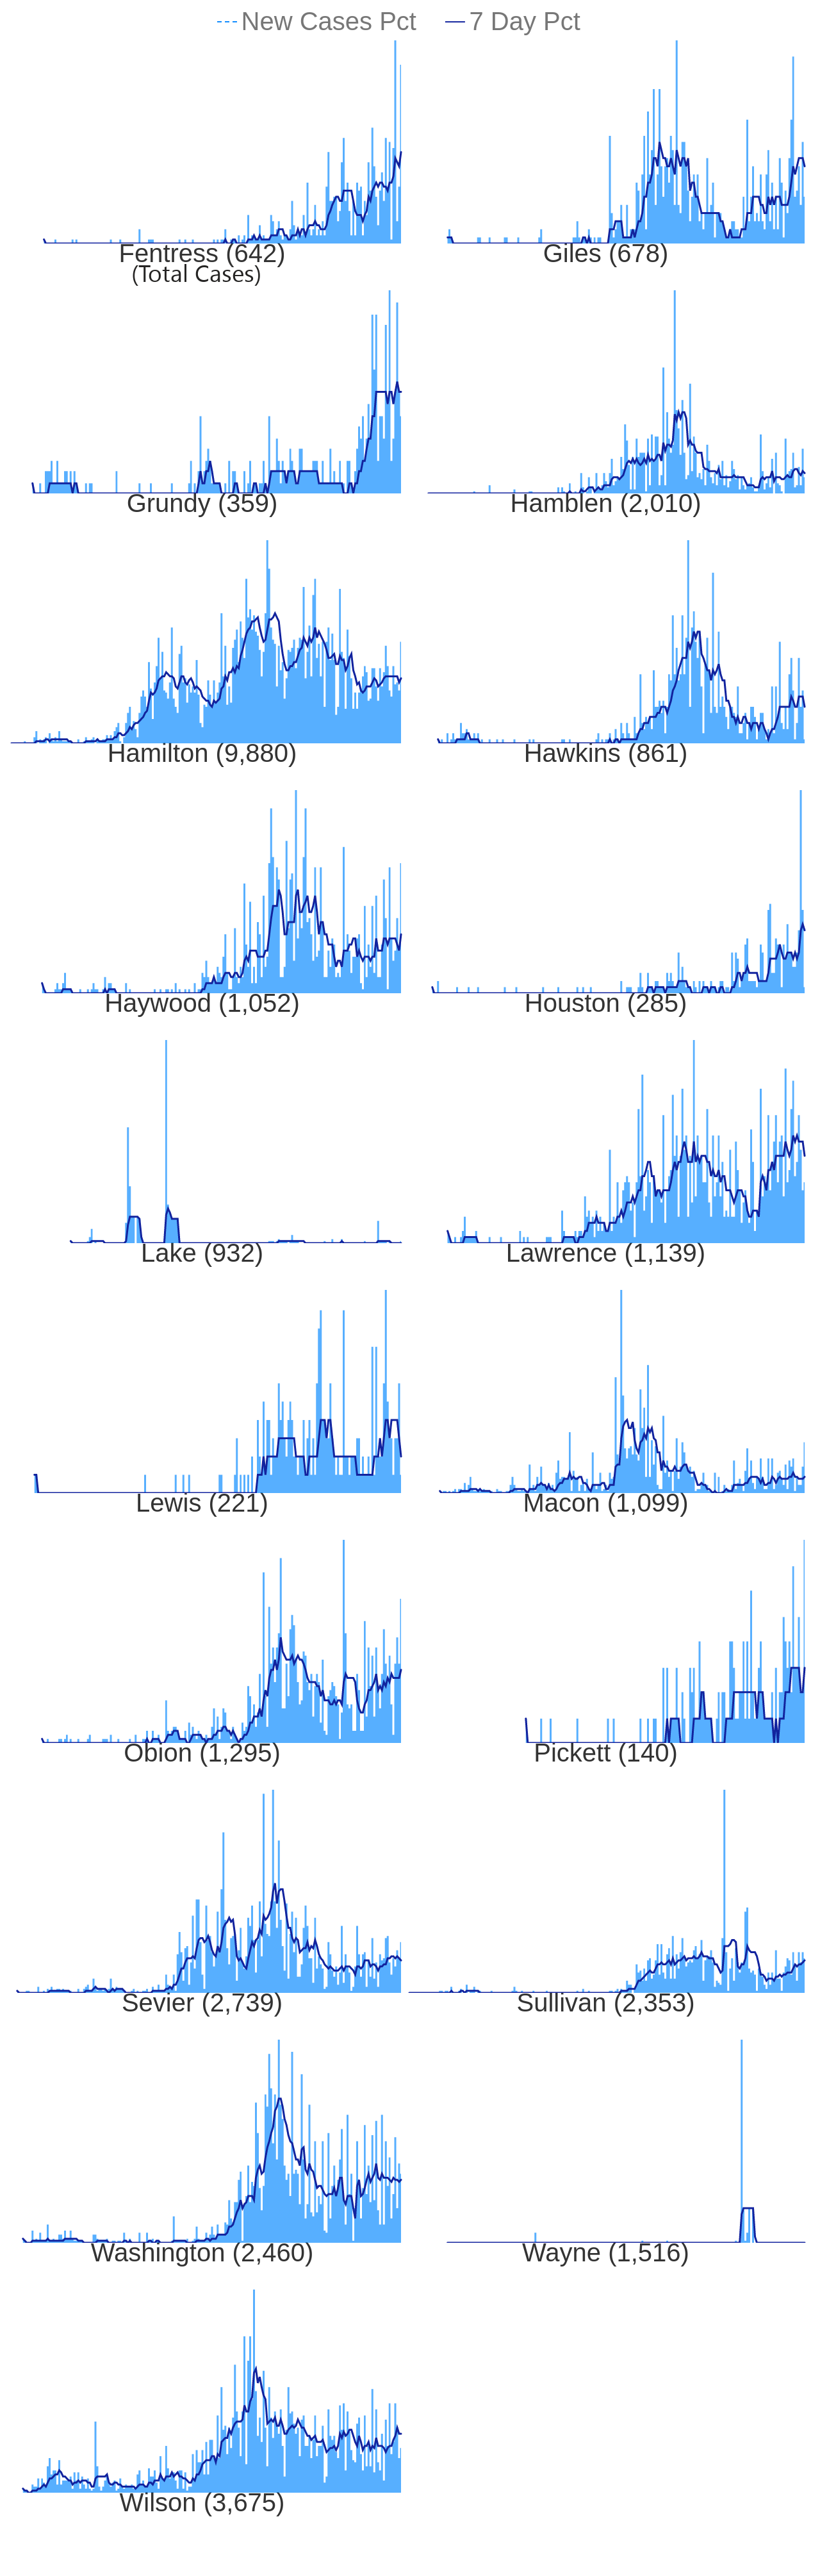 New Cases Pct 7 Day Pct
Fentress (642) Giles (678)
(Total Cases)
Grundy (359) Hamblen (2,010)
Hamilton (9,880) Hawkins (861)
Haywood (1,052) Houston (285)
Lake (932) Lawrence (1,139)
Lewis (221) Macon (1,099)
Obion (1,295) Pickett (140)
Sevier (2,739) Sullivan (2,353)
Washington (2,460) Wayne (1,516)
Wilson (3,675)